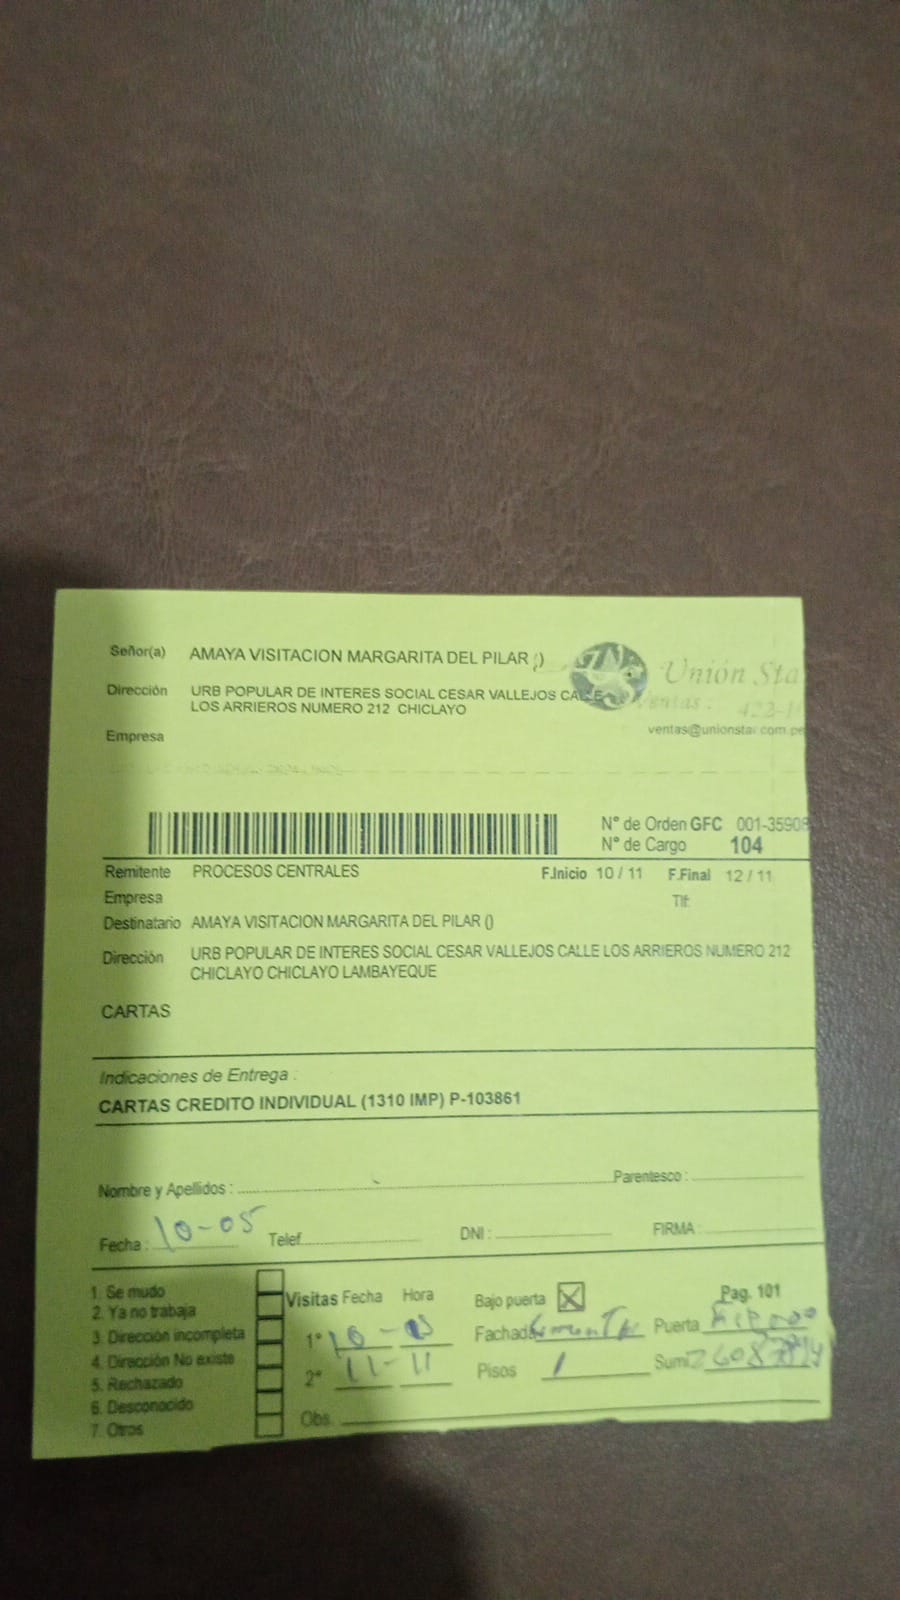 Señor(a) AMAYA VISITACION MARGARITA DEL PILAR ()
Dirección URB POPULAR DE INTERES SOCIAL CESAR VALLEJOS CALLE
LOS ARRIEROS NUMERO 212 CHICLAYO
Empresa
Unión Sta
Ventas : 422-1
ventas@unionstar.com.pe
N° de Orden GFC 001-35908
N° de Cargo 104
Remitente PROCESOS CENTRALES F.Inicio 10 / 11 F.Final 12 / 11
Empresa Tlf:
Destinatario AMAYA VISITACION MARGARITA DEL PILAR ()
Dirección URB POPULAR DE INTERES SOCIAL CESAR VALLEJOS CALLE LOS ARRIEROS NUMERO 212
CHICLAYO CHICLAYO LAMBAYEQUE
CARTAS
Indicaciones de Entrega :
CARTAS CREDITO INDIVIDUAL (1310 IMP) P-103861
Nombre y Apellidos : Parentesco :
Fecha : 10-05 Telef. DNI : FIRMA :
1. Se mudo
2. Ya no trabaja
3. Dirección incompleta
4. Dirección No existe
5. Rechazado
6. Desconocido
7. Otros
Visitas Fecha Hora Bajo puerta X Pag. 101
1° 10 - Fachada Puerta
2° 11-11 Pisos 1 Sumi
Obs.